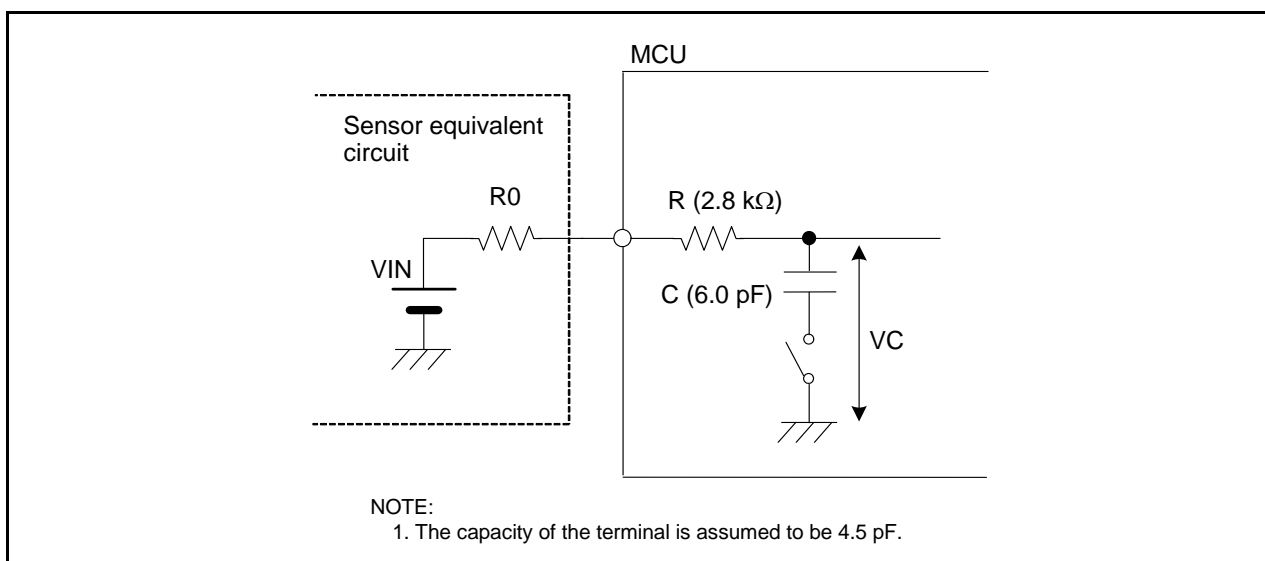 MCU
Sensor equivalent
circuit
R0
R (2.8 kΩ)
VIN
C (6.0 pF)
VC
NOTE:
1. The capacity of the terminal is assumed to be 4.5 pF.